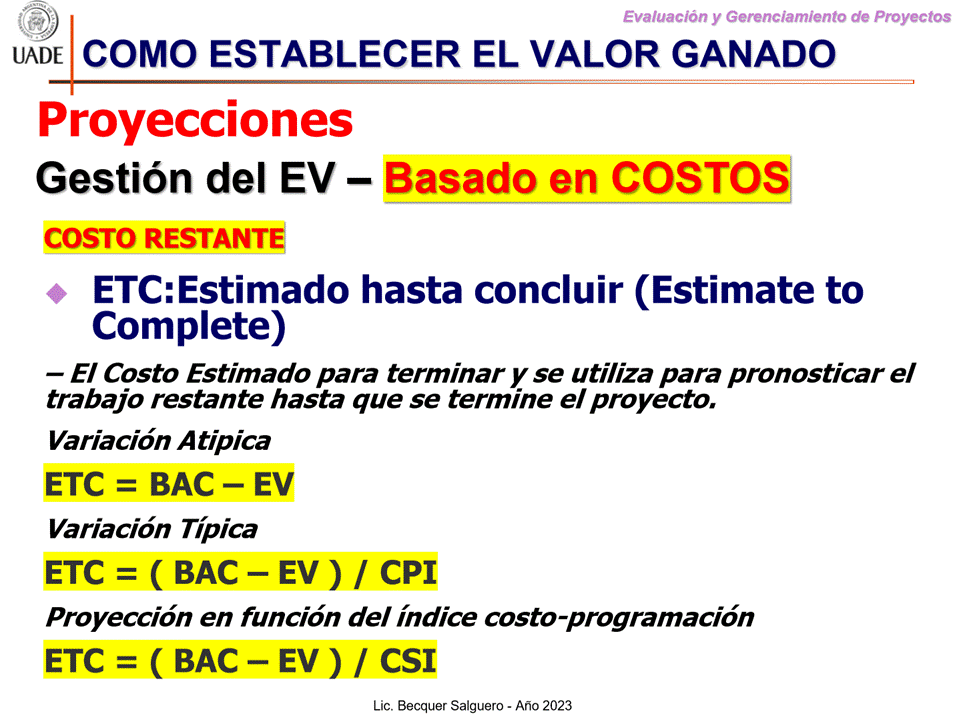 Evaluación y Gerenciamiento de Proyectos
UADE
COMO ESTABLECER EL VALOR GANADO
Proyecciones
Gestión del EV – Basado en COSTOS
COSTO RESTANTE
ETC:Estimado hasta concluir (Estimate to
Complete)
– El Costo Estimado para terminar y se utiliza para pronosticar el
trabajo restante hasta que se termine el proyecto.
Variación Atipica
ETC = BAC – EV
Variación Típica
ETC = ( BAC – EV ) / CPI
Proyección en función del índice costo-programación
ETC = ( BAC – EV ) / CSI
Lic. Becquer Salguero - Año 2023